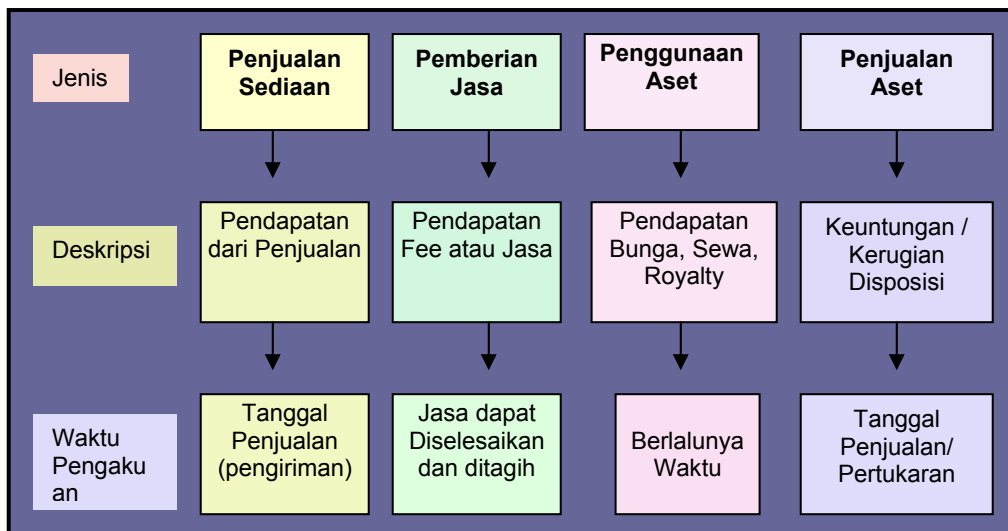 Jenis
Penjualan
Sediaan
Pemberian
Jasa
Penggunaan
Aset
Penjualan
Aset
Deskripsi
Pendapatan
dari Penjualan
Pendapatan
Fee atau Jasa
Pendapatan
Bunga, Sewa,
Royalty
Keuntungan /
Kerugian
Disposisi
Waktu
Pengaku
an
Tanggal
Penjualan
(pengiriman)
Jasa dapat
Diselesaikan
dan ditagih
Berlalunya
Waktu
Tanggal
Penjualan/
Pertukaran